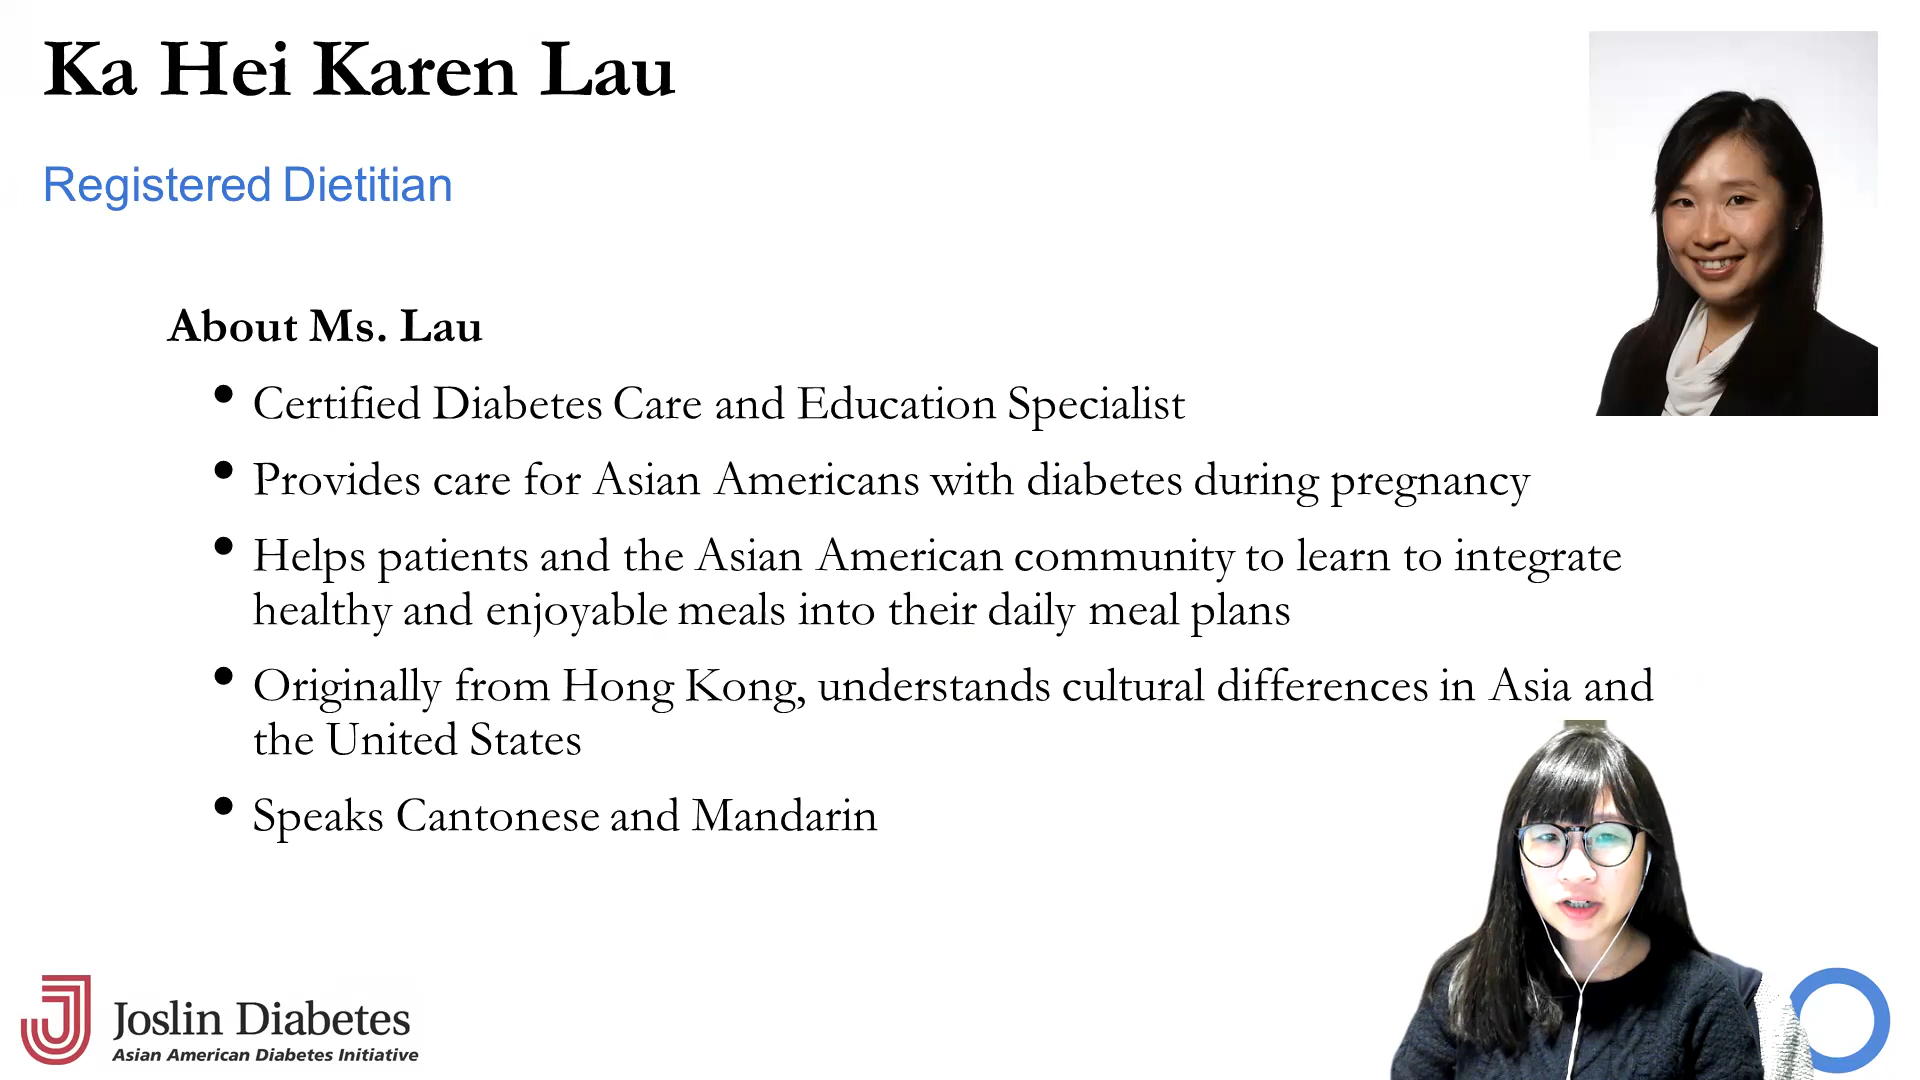 Ka Hei Karen Lau
Registered Dietitian
About Ms. Lau
• Certified Diabetes Care and Education Specialist
• Provides care for Asian Americans with diabetes during pregnancy
• Helps patients and the Asian American community to learn to integrate
healthy and enjoyable meals into their daily meal plans
• Originally from Hong Kong, understands cultural differences in Asia and
the United States
• Speaks Cantonese and Mandarin
Joslin Diabetes
Asian American Diabetes Initiative